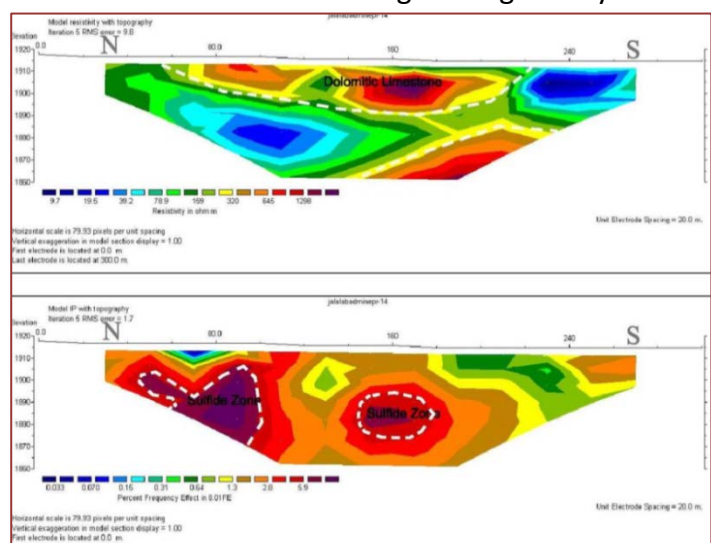 jalalabadminepr-14
Model resistivity with topography
Iteration 5 RMS error = 9.8
Elevation
N
S
0.0 80.0 160 240
1920
1910
1900
1890
1880
1870
1860
Dolomitic Limestone
9.7 19.5 39.2 78.9 159 320 645 1298
Resistivity in ohm.m
Unit Electrode Spacing = 20.0 m.
Horizontal scale is 79.93 pixels per unit spacing
Vertical exaggeration in model section display = 1.00
First electrode is located at 0.0 m.
Last electrode is located at 300.0 m.
jalalabadminepr-14
Model IP with topography
Iteration 5 RMS error = 1.7
Elevation
N
S
0.0 80.0 160 240
1920
1910
1900
1890
1880
1870
1860
Sulfide Zone
Sulfide Zone
0.033 0.070 0.15 0.31 0.64 1.3 2.8 5.9
Percent Frequency Effect in 0.01FE
Unit Electrode Spacing = 20.0 m.
Horizontal scale is 79.93 pixels per unit spacing
Vertical exaggeration in model section display = 1.00
First electrode is located at 0.0 m.